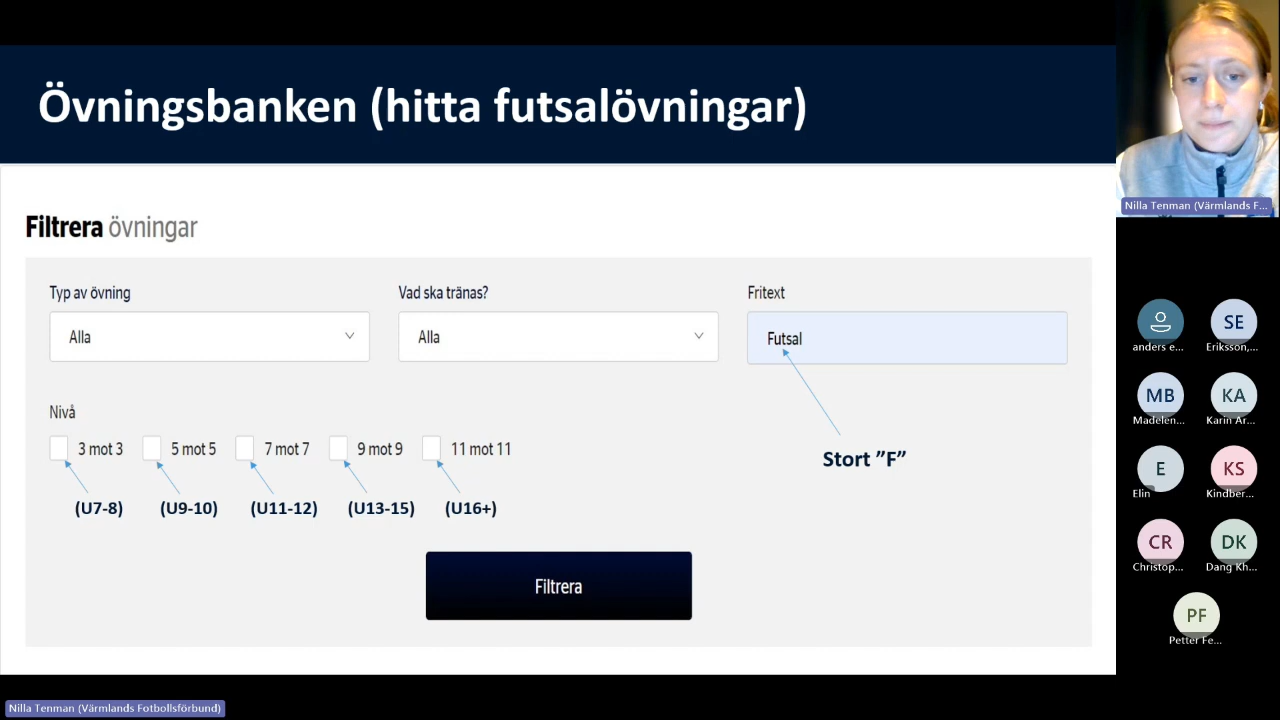 Övningsbanken (hitta futsalövningar)
Filtrera övningar
Typ av övning
Vad ska tränas?
Fritext
Alla
Alla
Futsal
Nivå
3 mot 3
5 mot 5
7 mot 7
9 mot 9
11 mot 11
Stort ”F”
(U7-8)
(U9-10)
(U11-12)
(U13-15)
(U16+)
Filtrera
Nilla Tenman (Värmlands F...
anders e...
SE
Eriksson,...
MB
Madelen...
KA
Karin Ar...
E
Elin
KS
Kindber...
CR
Christop...
DK
Dang Kh...
PF
Petter Fe...
Nilla Tenman (Värmlands Fotbollsförbund)